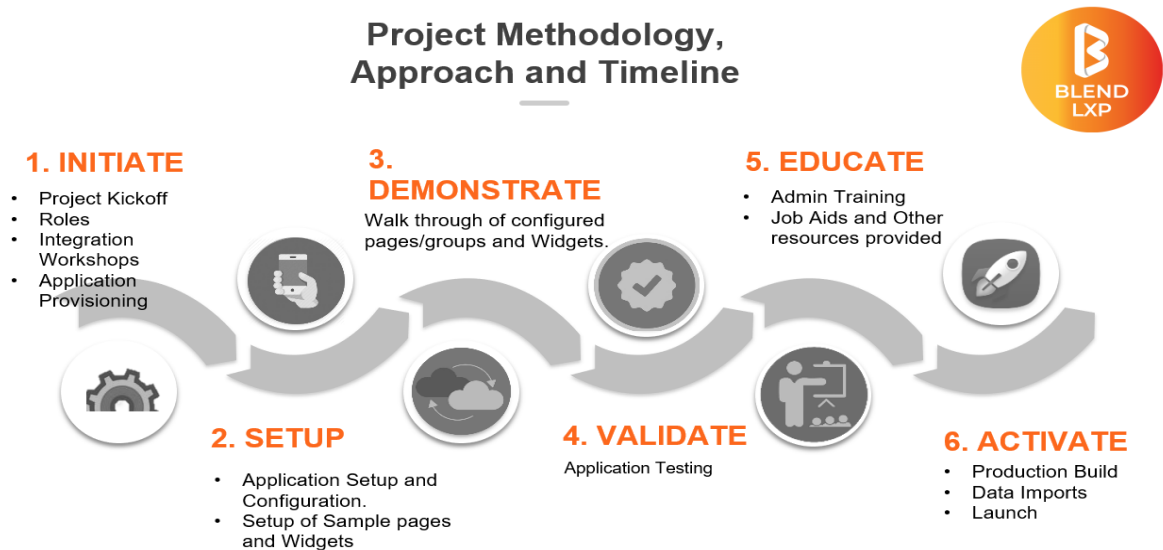 Project Methodology,
Approach and Timeline
BLEND
LXP
1. INITIATE
• Project Kickoff
• Roles
• Integration
Workshops
• Application
Provisioning
2. SETUP
• Application Setup and
Configuration.
• Setup of Sample pages
and Widgets
3.
DEMONSTRATE
Walk through of configured
pages/groups and Widgets.
4. VALIDATE
Application Testing
5. EDUCATE
• Admin Training
• Job Aids and Other
resources provided
6. ACTIVATE
• Production Build
• Data Imports
• Launch